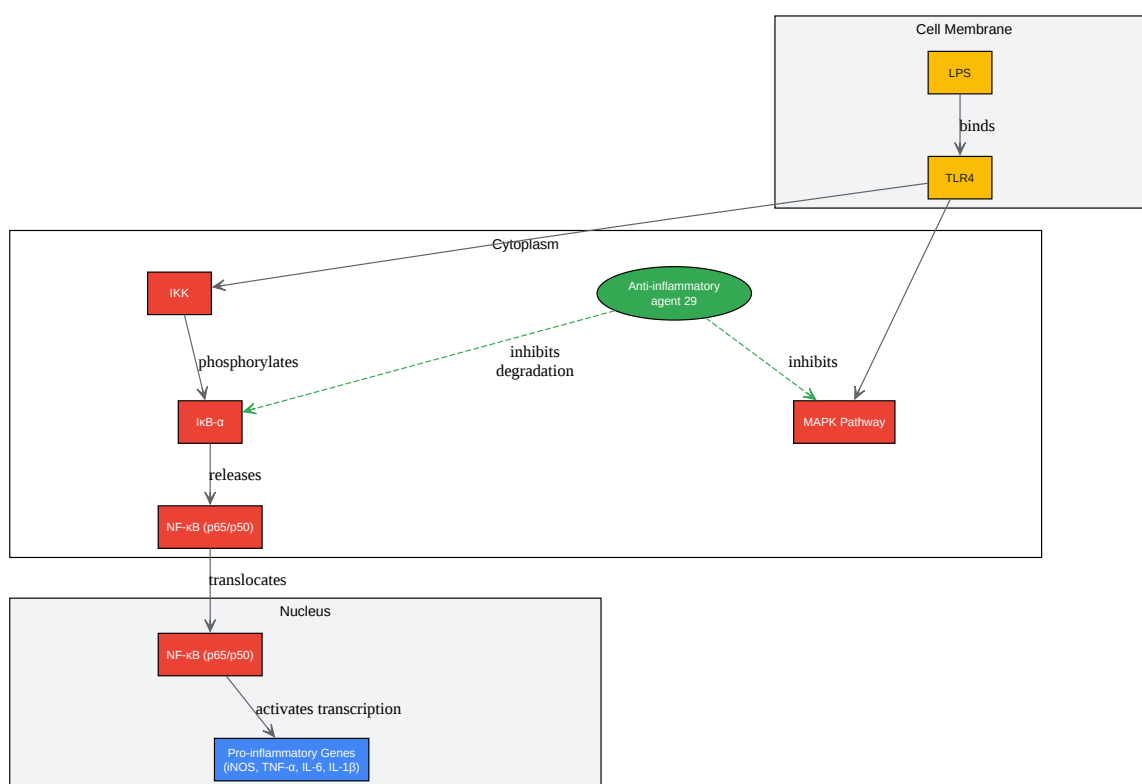 Cell Membrane
LPS
binds
TLR4
Cytoplasm
IKK
Anti-inflammatory
agent 29
phosphorylates
inhibits
degradation
inhibits
IκB-α
MAPK Pathway
releases
NF-κB (p65/p50)
translocates
Nucleus
NF-κB (p65/p50)
activates transcription
Pro-inflammatory Genes
(iNOS, TNF-α, IL-6, IL-1β)